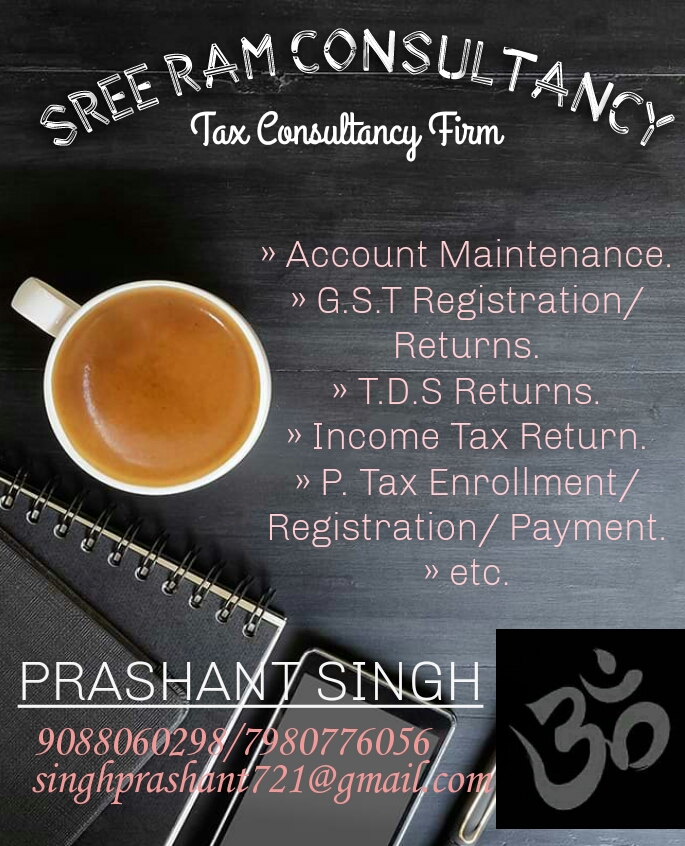 SREE RAM CONSULTANCY
Tax Consultancy Firm
» Account Maintenance.
» G.S.T Registration/
Returns.
» T.D.S Returns.
» Income Tax Return.
» P. Tax Enrollment/
Registration/ Payment.
» etc.
PRASHANT SINGH
9088060298/7980776056
singhprashant721@gmail.com
ॐ